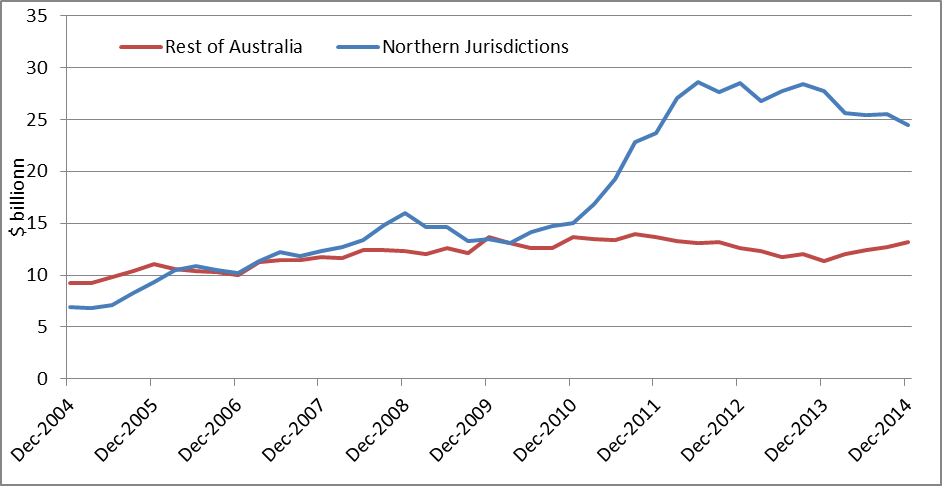 35
Rest of Australia
Northern Jurisdictions
30
25
20
15
10
5
0
$ billionn
Dec-2004
Dec-2005
Dec-2006
Dec-2007
Dec-2008
Dec-2009
Dec-2010
Dec-2011
Dec-2012
Dec-2013
Dec-2014